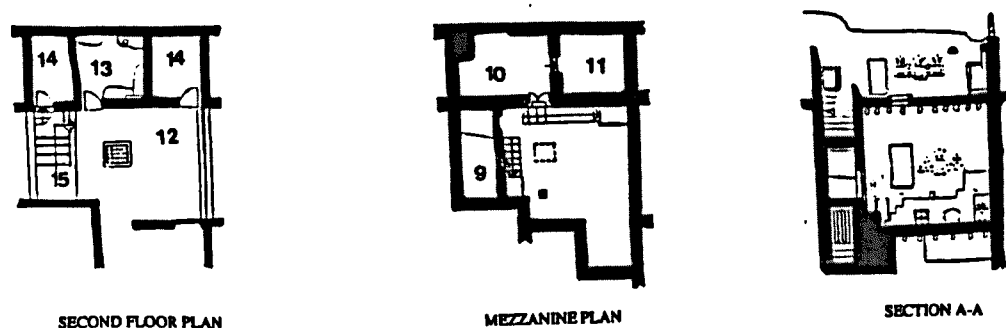 14
13
14
12
15
SECOND FLOOR PLAN
10
11
9
MEZZANINE PLAN
SECTION A-A